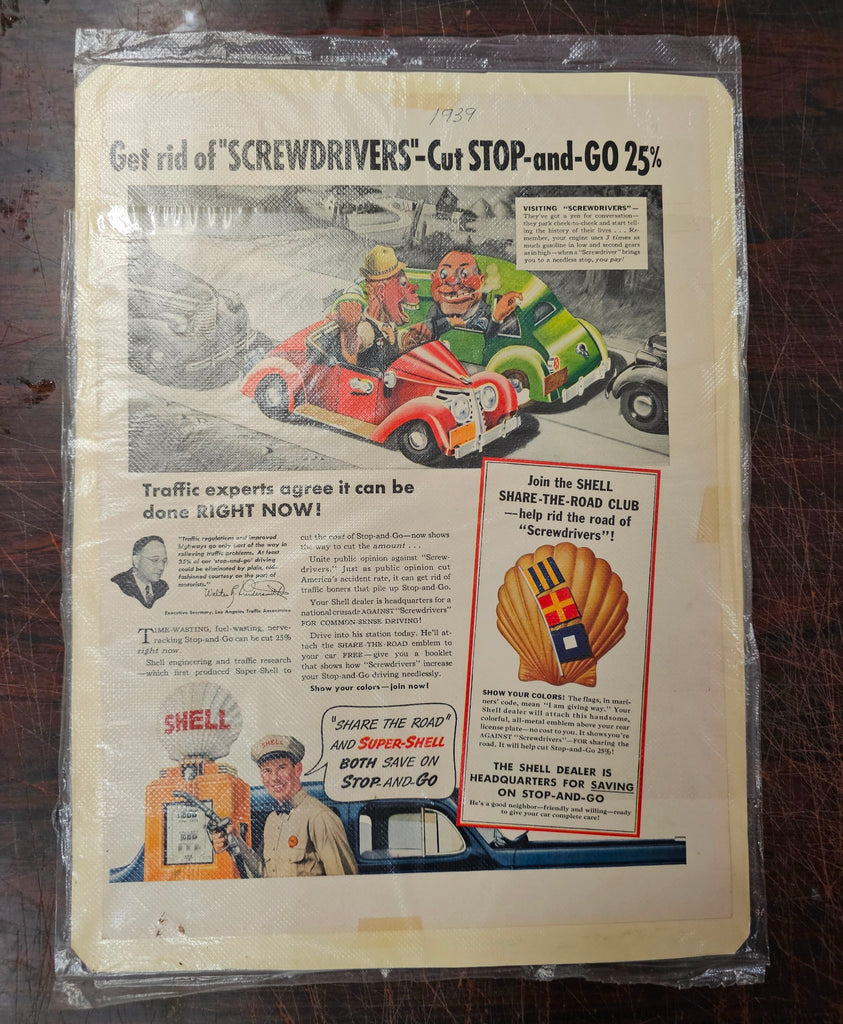 1939
Get rid of "SCREWDRIVERS"-Cut STOP-and-GO 25%
VISITING "SCREWDRIVERS"—
They've got a yen for conversation—
they park cheek-to-cheek and start tell-
ing the history of their lives . . . Re-
member, your engine uses 3 times as
much gasoline in low and second gears
as in high—when a "Screwdriver" brings
you to a needless stop, you pay!
Traffic experts agree it can be
done RIGHT NOW!
"Traffic regulations and improved
highways go only part of the way in
relieving traffic problems. At least
25% of our 'stop-and-go' driving
could be eliminated by plain, old-
fashioned courtesy on the part of
motorists."
Executive Secretary, Los Angeles Traffic Association
TIME-WASTING, fuel-wasting, nerve-
racking Stop-and-Go can be cut 25%
right now.
Shell engineering and traffic research
—which first produced Super-Shell to
cut the cost of Stop-and-Go—now shows
the way to cut the amount . . .
Unite public opinion against "Screw-
drivers." Just as public opinion cut
America's accident rate, it can get rid of
traffic boners that pile up Stop-and-Go.
Your Shell dealer is headquarters for a
national crusade AGAINST "Screwdrivers"
FOR COMMON-SENSE DRIVING!
Drive into his station today. He'll at-
tach the SHARE-THE-ROAD emblem to
your car FREE—give you a booklet
that shows how "Screwdrivers" increase
your Stop-and-Go driving needlessly.
Show your colors—join now!
Join the SHELL
SHARE-THE-ROAD CLUB
—help rid the road of
"Screwdrivers"!
SHOW YOUR COLORS! The flags, in mari-
ners' code, mean "I am giving way." Your
Shell dealer will attach this handsome,
colorful, all-metal emblem above your rear
license plate—no cost to you. It shows you're
AGAINST "Screwdrivers"—FOR sharing the
road. It will help cut Stop-and-Go 25%!
THE SHELL DEALER IS
HEADQUARTERS FOR SAVING
ON STOP-AND-GO
He's a good neighbor—friendly and willing—ready
to give your car complete care!
SHELL
SHELL
"SHARE THE ROAD"
AND SUPER-SHELL
BOTH SAVE ON
STOP-AND-GO